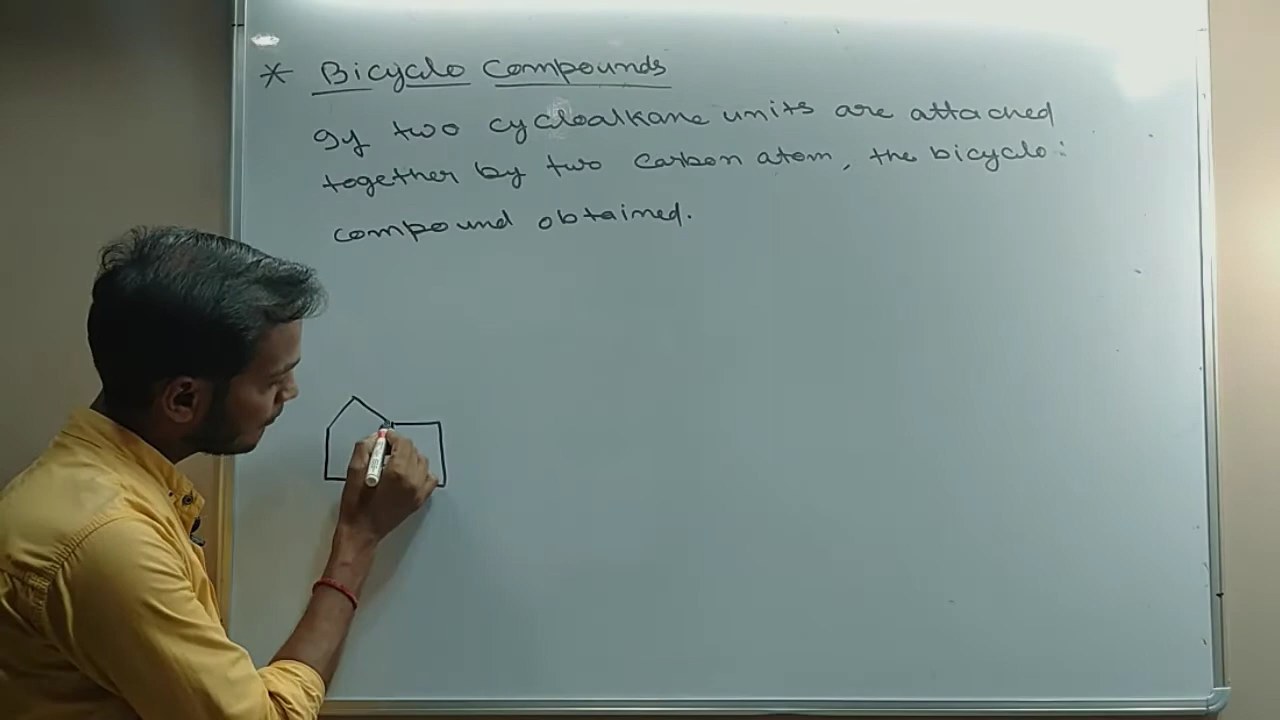 * Bicyclo Compounds
If two cycloalkane units are attached
together by two carbon atom, the bicyclo:
compound obtained.